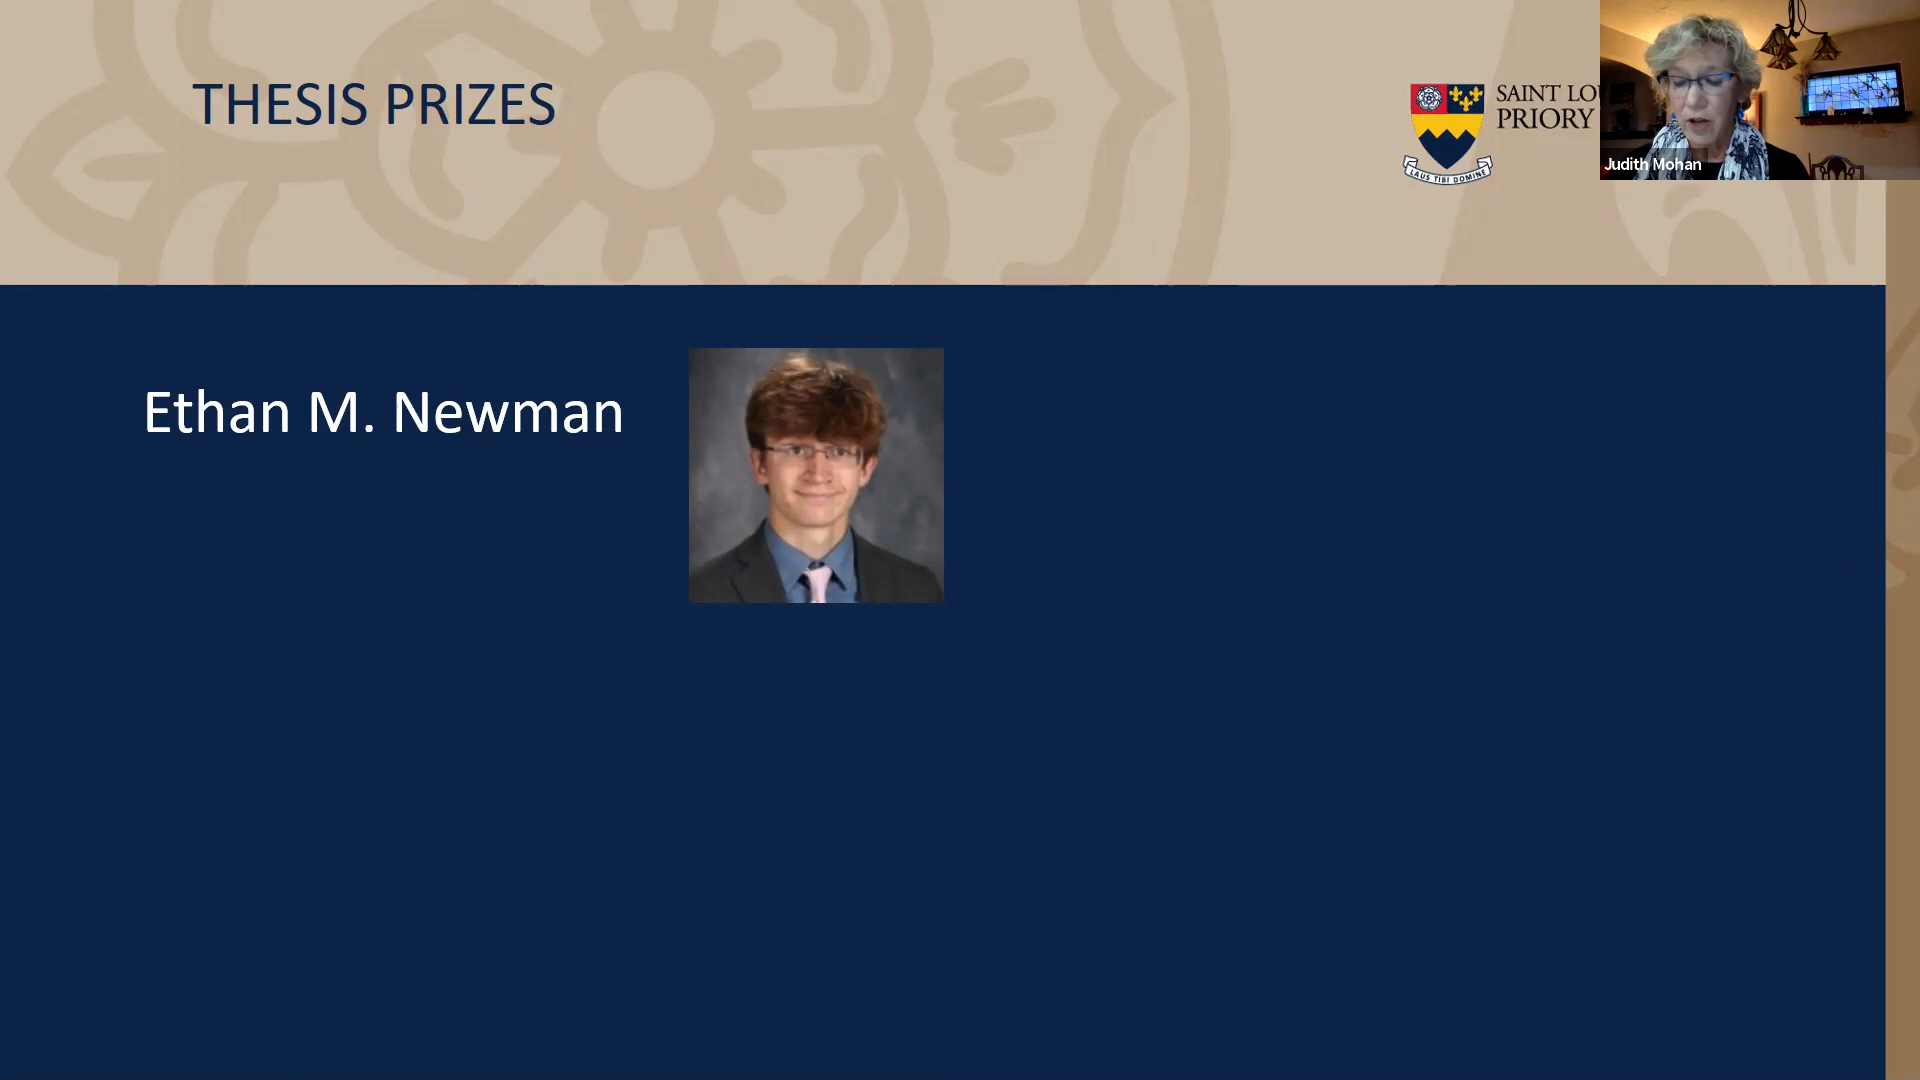 THESIS PRIZES
SAINT LO
PRIORY
LAUS TIBI DOMINE
Judith Mohan
Ethan M. Newman